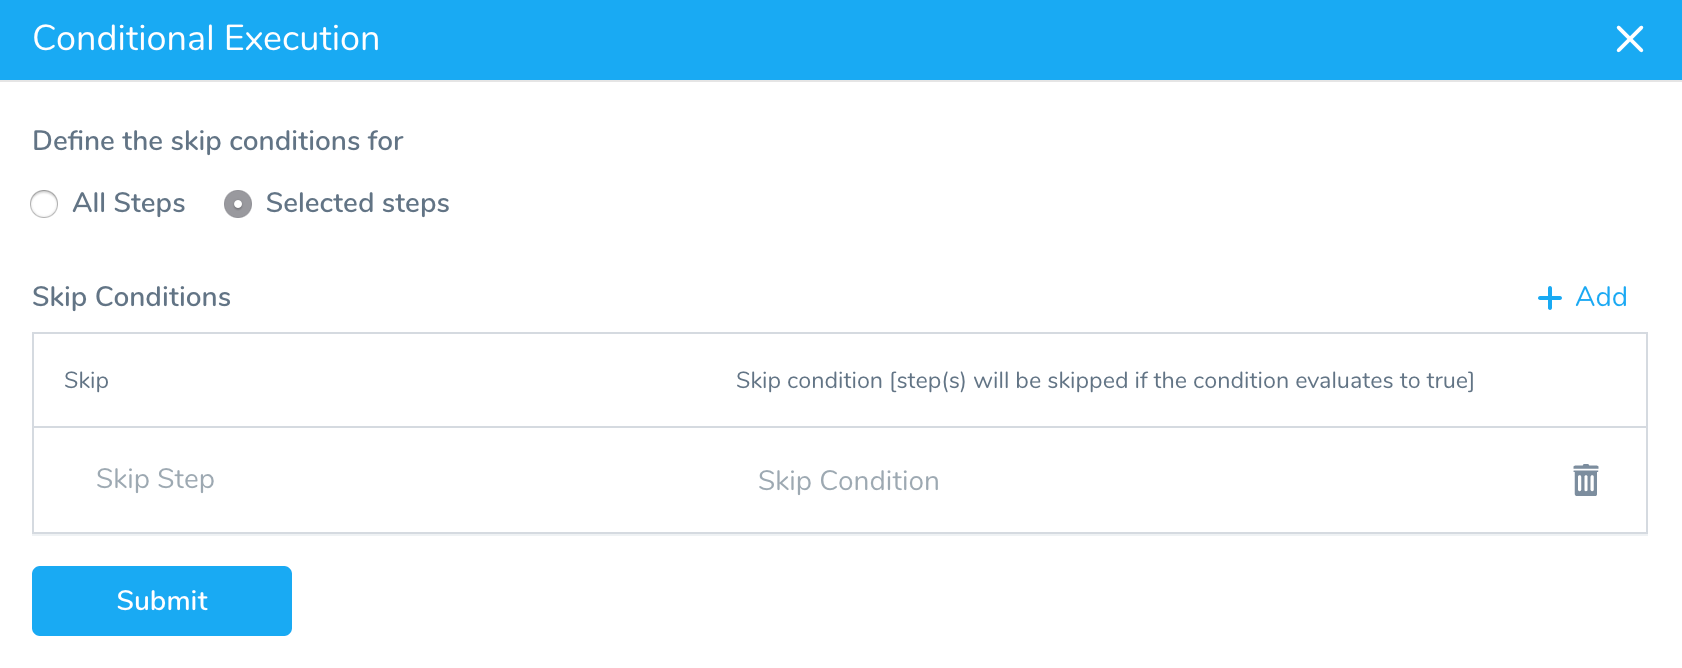 Conditional Execution
Define the skip conditions for
All Steps Selected steps
Skip Conditions Add
Skip Skip condition [step(s) will be skipped if the condition evaluates to true]
Skip Step Skip Condition
Submit